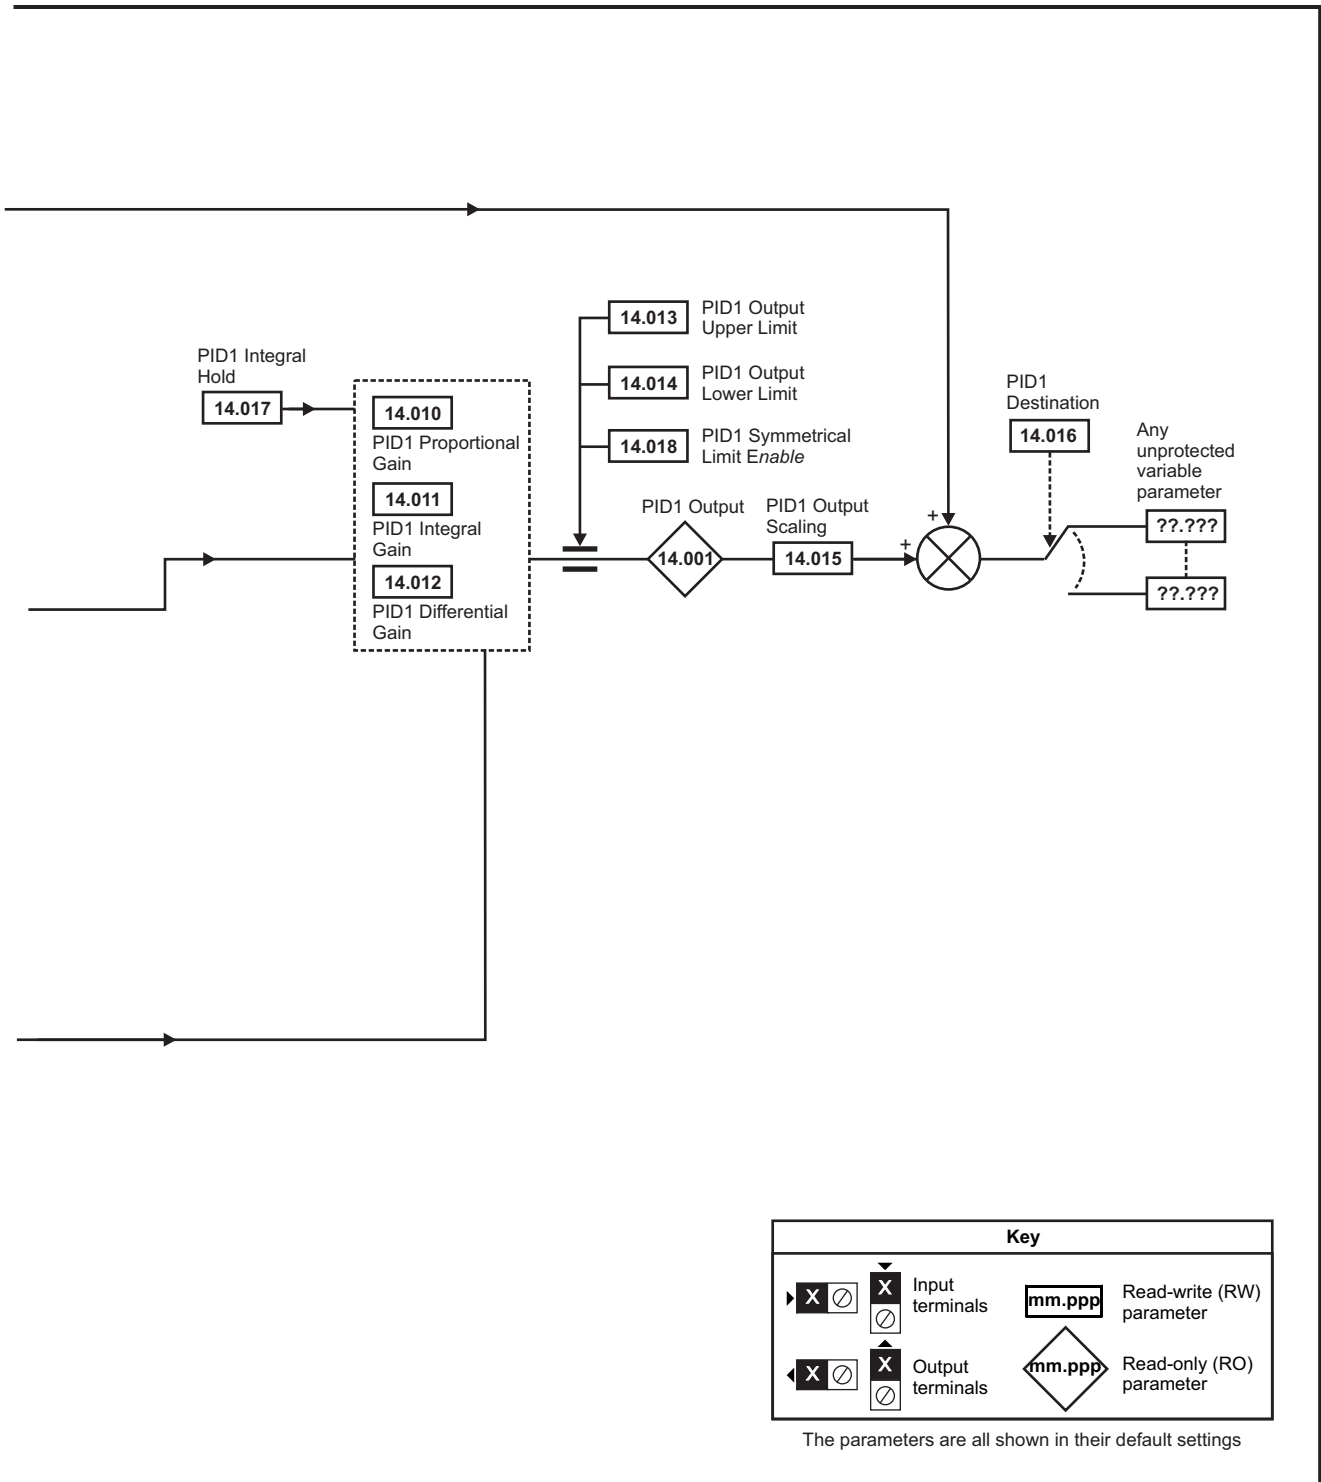 PID1 Output
Upper Limit
14.013
PID1 Integral
Hold
14.017
PID1 Output
Lower Limit
14.014
PID1 Symmetrical
Limit Enable
14.018
14.010
PID1 Proportional
Gain
14.011
PID1 Integral
Gain
14.012
PID1 Differential
Gain
PID1 Output
14.001
PID1 Output
Scaling
14.015
+
+
PID1
Destination
14.016
Any
unprotected
variable
parameter
??.???
??.???
Key
X
X
Input
terminals
mm.ppp
Read-write (RW)
parameter
X
X
Output
terminals
mm.ppp
Read-only (RO)
parameter
The parameters are all shown in their default settings